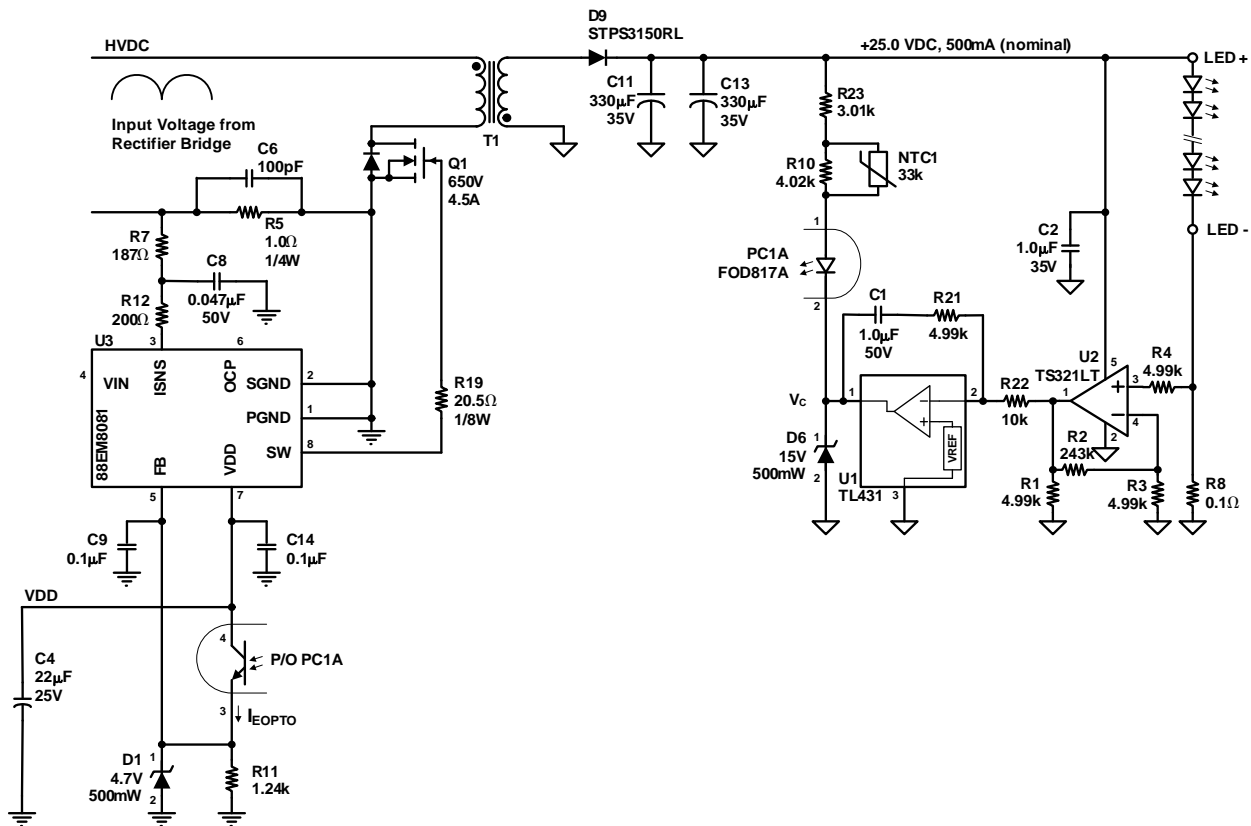 D9
STPS3150RL
HVDC
+25.0 VDC, 500mA (nominal)
LED +
Input Voltage from
Rectifier Bridge
T1
C11
330µF
35V
C13
330µF
35V
R23
3.01k
R10
4.02k
NTC1
33k
C6
100pF
Q1
650V
4.5A
R5
1.0Ω
1/4W
R7
187Ω
C8
0.047µF
50V
R12
200Ω
1
PC1A
FOD817A
2
C2
1.0µF
35V
LED -
C1
1.0µF
50V
R21
4.99k
U3
3
6
4
VIN
ISNS
OCP
SGND
2
PGND
1
SW
8
88EM8081
FB
VDD
5
7
R19
20.5Ω
1/8W
VC
1
2
D6
15V
500mW
1
2
VREF
U1
TL431
3
R22
10k
U2
TS321LT
5
1
3
4
2
R4
4.99k
R2
243k
R1
4.99k
R3
4.99k
R8
0.1Ω
C9
0.1µF
C14
0.1µF
VDD
4
P/O PC1A
3
IEOPTO
C4
22µF
25V
D1
4.7V
500mW
1
2
R11
1.24k